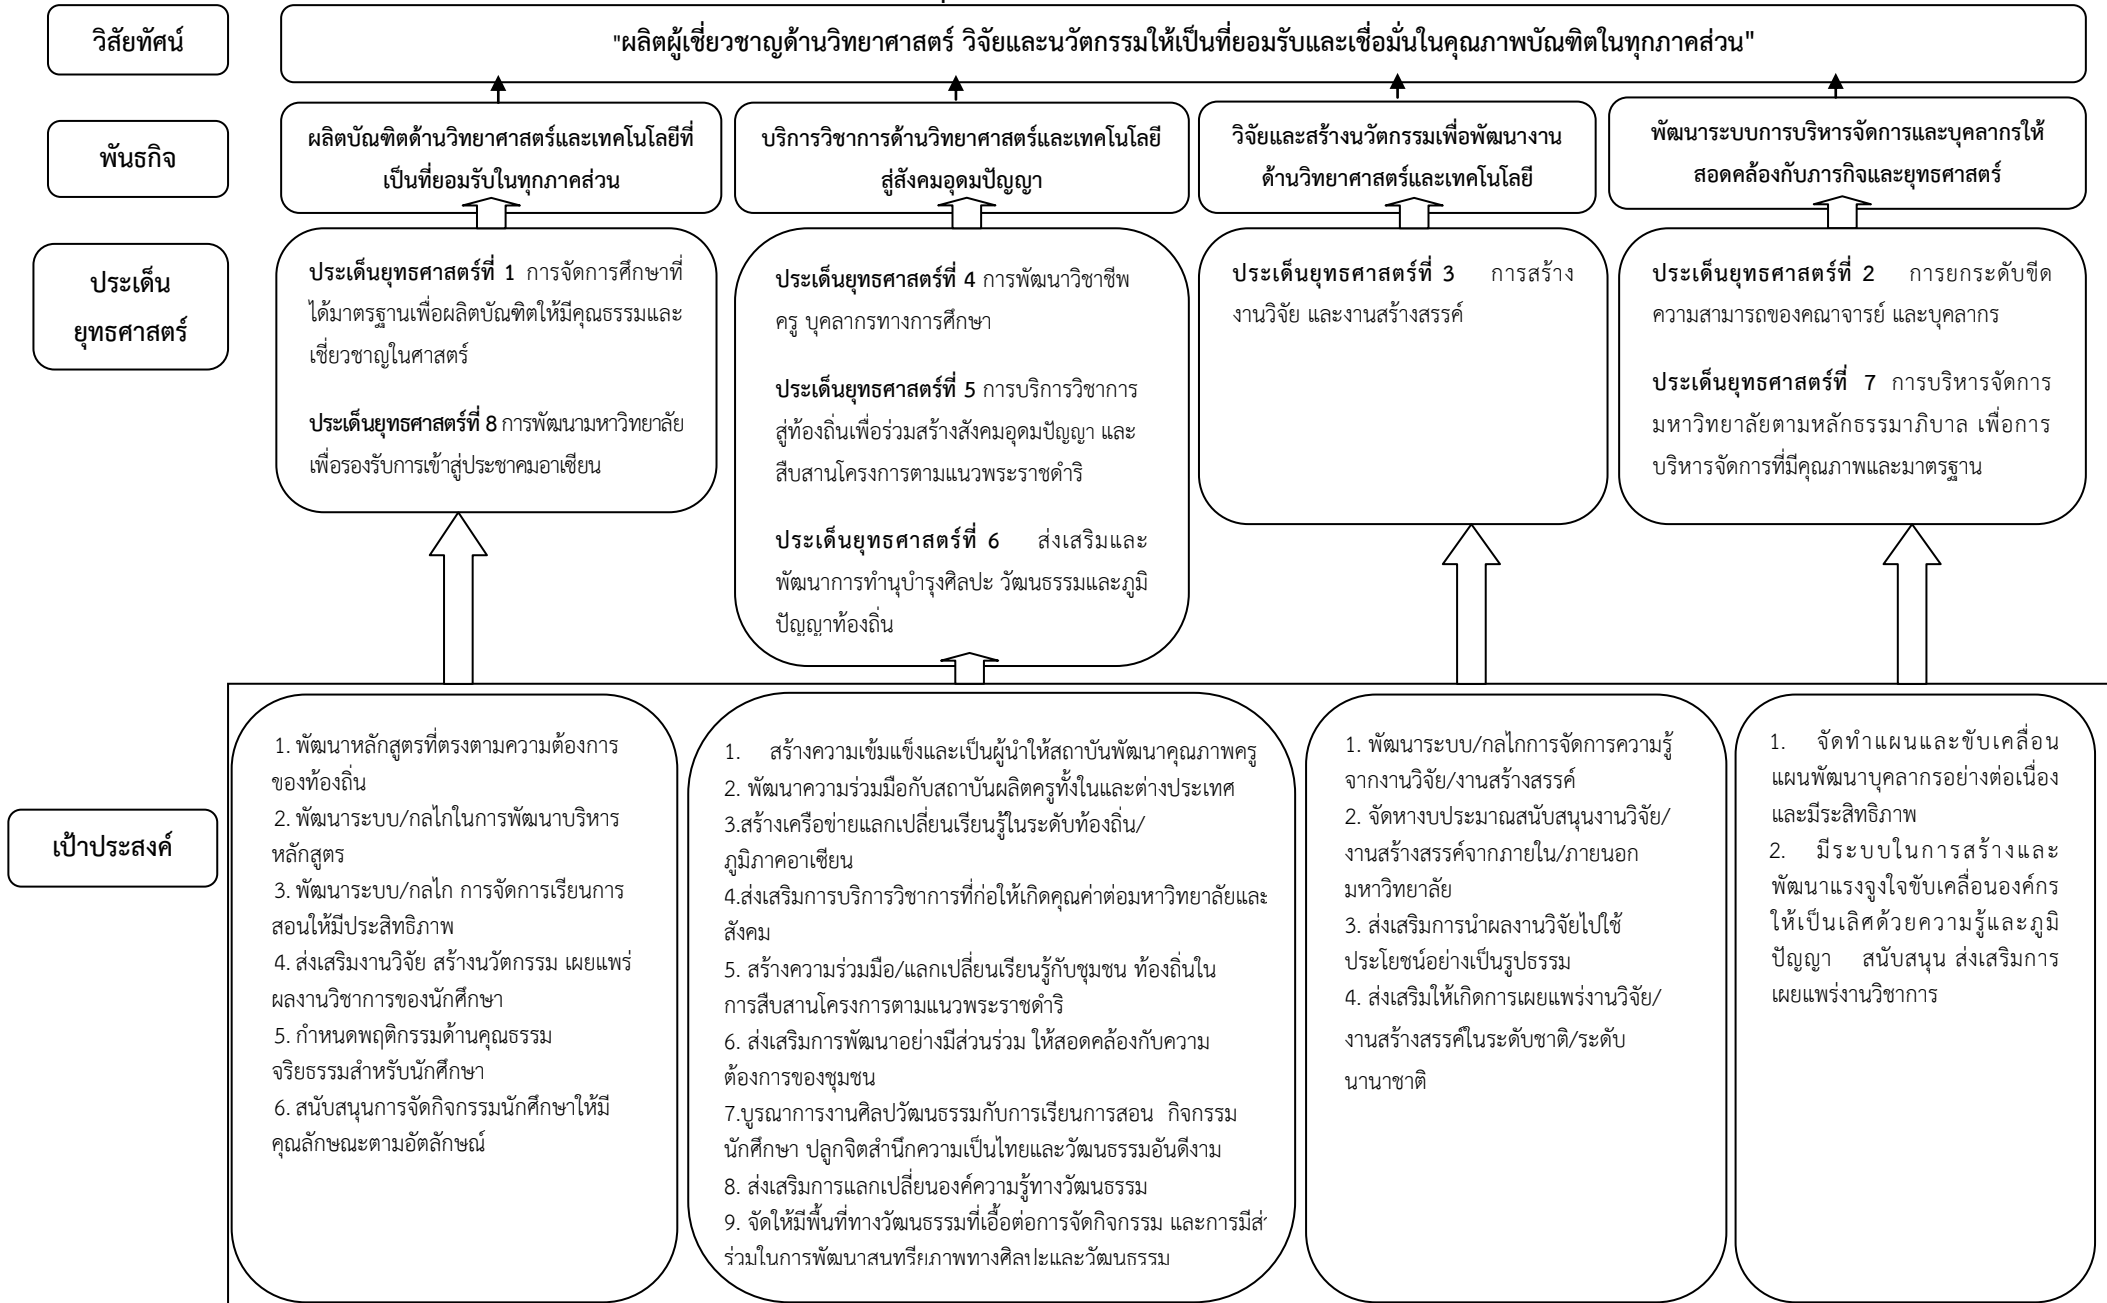 วิสัยทัศน์
"ผลิตผู้เชี่ยวชาญด้านวิทยาศาสตร์ วิจัยและนวัตกรรมให้เป็นที่ยอมรับและเชื่อมั่นในคุณภาพบัณฑิตในทุกภาคส่วน"
พันธกิจ
ผลิตบัณฑิตด้านวิทยาศาสตร์และเทคโนโลยีที่
เป็นที่ยอมรับในทุกภาคส่วน
บริการวิชาการด้านวิทยาศาสตร์และเทคโนโลยี
สู่สังคมอุดมปัญญา
วิจัยและสร้างนวัตกรรมเพื่อพัฒนางาน
ด้านวิทยาศาสตร์และเทคโนโลยี
พัฒนาระบบการบริหารจัดการและบุคลากรให้
สอดคล้องกับภารกิจและยุทธศาสตร์
ประเด็น
ยุทธศาสตร์
ประเด็นยุทธศาสตร์ที่ 1 การจัดการศึกษาที่
ได้มาตรฐานเพื่อผลิตบัณฑิตให้มีคุณธรรมและ
เชี่ยวชาญในศาสตร์
ประเด็นยุทธศาสตร์ที่ 8 การพัฒนามหาวิทยาลัย
เพื่อรองรับการเข้าสู่ประชาคมอาเซียน
ประเด็นยุทธศาสตร์ที่ 4 การพัฒนาวิชาชีพ
ครู บุคลากรทางการศึกษา
ประเด็นยุทธศาสตร์ที่ 5 การบริการวิชาการ
สู่ท้องถิ่นเพื่อร่วมสร้างสังคมอุดมปัญญา และ
สืบสานโครงการตามแนวพระราชดำริ
ประเด็นยุทธศาสตร์ที่ 6 ส่งเสริมและ
พัฒนาการทำนุบำรุงศิลปะ วัฒนธรรมและภูมิ
ปัญญาท้องถิ่น
ประเด็นยุทธศาสตร์ที่ 3 การสร้าง
งานวิจัย และงานสร้างสรรค์
ประเด็นยุทธศาสตร์ที่ 2 การยกระดับขีด
ความสามารถของคณาจารย์ และบุคลากร
ประเด็นยุทธศาสตร์ที่ 7 การบริหารจัดการ
มหาวิทยาลัยตามหลักธรรมาภิบาล เพื่อการ
บริหารจัดการที่มีคุณภาพและมาตรฐาน
เป้าประสงค์
1. พัฒนาหลักสูตรที่ตรงตามความต้องการ
ของท้องถิ่น
2. พัฒนาระบบ/กลไกในการพัฒนาบริหาร
หลักสูตร
3. พัฒนาระบบ/กลไก การจัดการเรียนการ
สอนให้มีประสิทธิภาพ
4. ส่งเสริมงานวิจัย สร้างนวัตกรรม เผยแพร่
ผลงานวิชาการของนักศึกษา
5. กำหนดพฤติกรรมด้านคุณธรรม
จริยธรรมสำหรับนักศึกษา
6. สนับสนุนการจัดกิจกรรมนักศึกษาให้มี
คุณลักษณะตามอัตลักษณ์
1. สร้างความเข้มแข็งและเป็นผู้นำให้สถาบันพัฒนาคุณภาพครู
2. พัฒนาความร่วมมือกับสถาบันผลิตครูทั้งในและต่างประเทศ
3.สร้างเครือข่ายแลกเปลี่ยนเรียนรู้ในระดับท้องถิ่น/
ภูมิภาคอาเซียน
4.ส่งเสริมการบริการวิชาการที่ก่อให้เกิดคุณค่าต่อมหาวิทยาลัยและ
สังคม
5. สร้างความร่วมมือ/แลกเปลี่ยนเรียนรู้กับชุมชน ท้องถิ่นใน
การสืบสานโครงการตามแนวพระราชดำริ
6. ส่งเสริมการพัฒนาอย่างมีส่วนร่วม ให้สอดคล้องกับความ
ต้องการของชุมชน
7.บูรณาการงานศิลปวัฒนธรรมกับการเรียนการสอน กิจกรรม
นักศึกษา ปลูกจิตสำนึกความเป็นไทยและวัฒนธรรมอันดีงาม
8. ส่งเสริมการแลกเปลี่ยนองค์ความรู้ทางวัฒนธรรม
9. จัดให้มีพื้นที่ทางวัฒนธรรมที่เอื้อต่อการจัดกิจกรรม และการมี
ร่วมในการพัฒนาสุนทรียภาพทางศิลปะและวัฒนธรรม
1. พัฒนาระบบ/กลไกการจัดการความรู้
จากงานวิจัย/งานสร้างสรรค์
2. จัดหางบประมาณสนับสนุนงานวิจัย/
งานสร้างสรรค์จากภายใน/ภายนอก
มหาวิทยาลัย
3. ส่งเสริมการนำผลงานวิจัยไปใช้
ประโยชน์อย่างเป็นรูปธรรม
4. ส่งเสริมให้เกิดการเผยแพร่งานวิจัย/
งานสร้างสรรค์ในระดับชาติ/ระดับ
นานาชาติ
1. จัดทำแผนและขับเคลื่อน
แผนพัฒนาบุคลากรอย่างต่อเนื่อง
และมีระสิทธิภาพ
2. มีระบบในการสร้างและ
พัฒนาแรงจูงใจขับเคลื่อนองค์กร
ให้เป็นเลิศด้วยความรู้และภูมิ
ปัญญา สนับสนุน ส่งเสริมการ
เผยแพร่งานวิชาการ